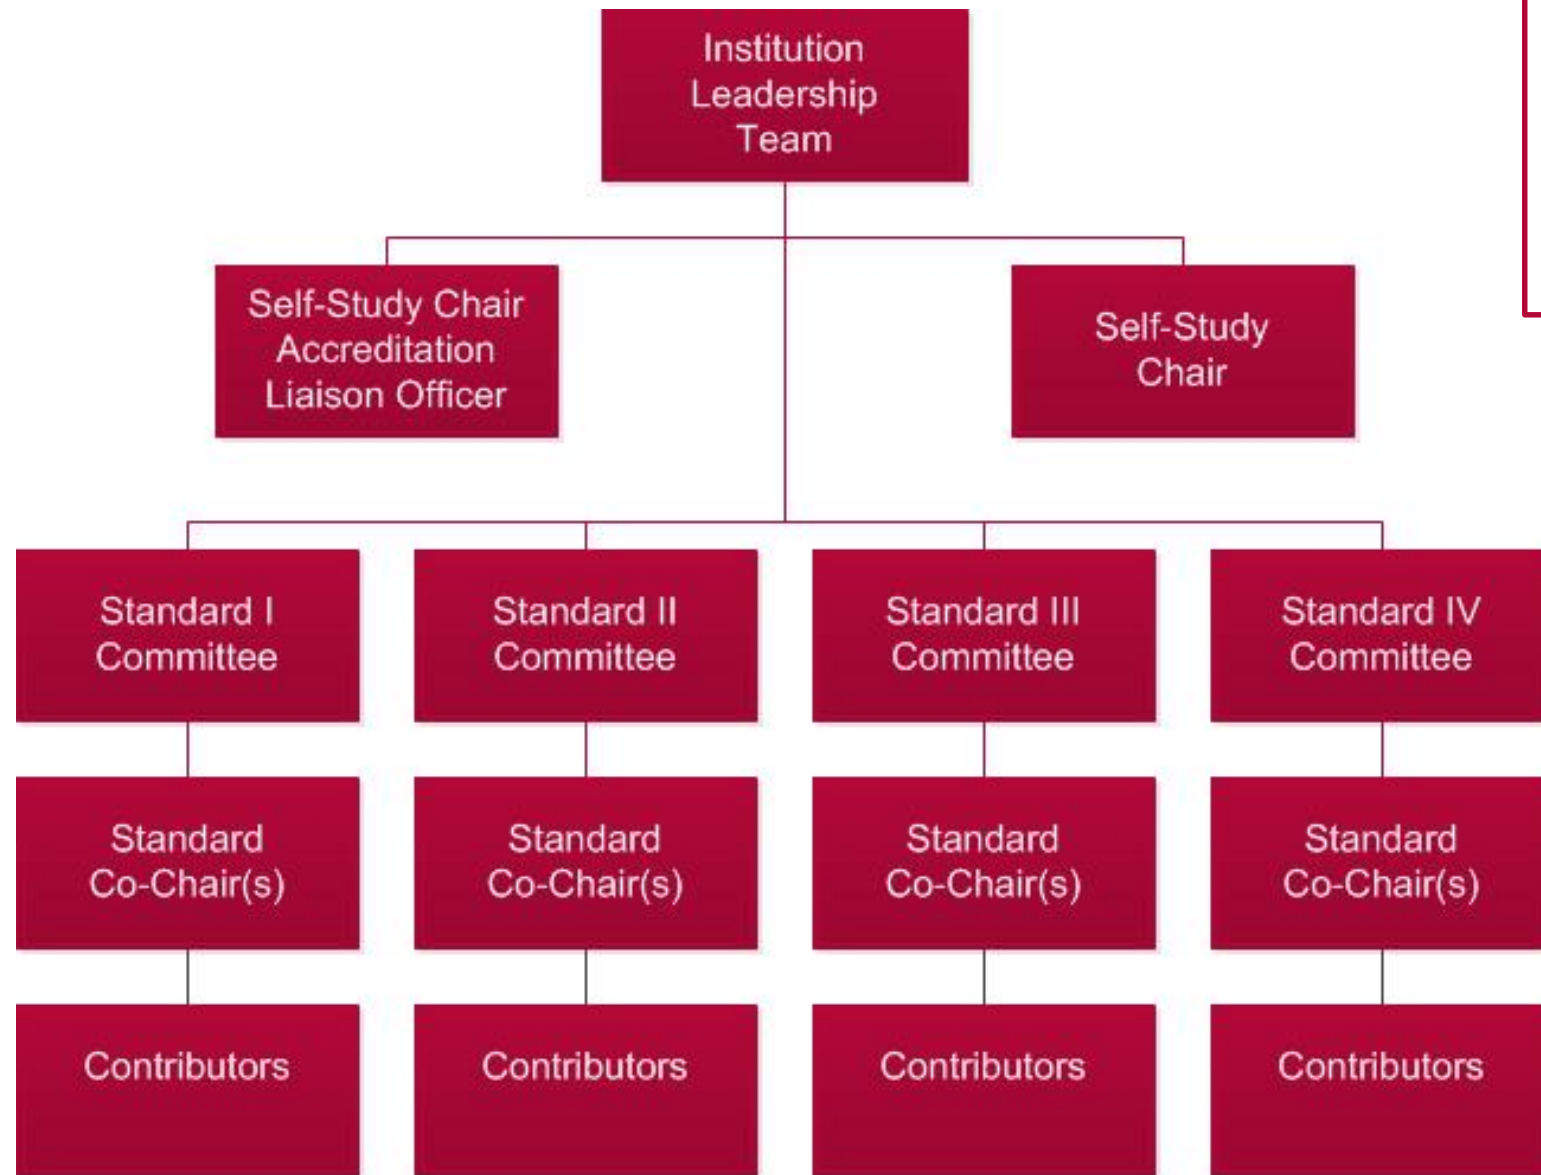 Institution
Leadership
Team
Self-Study Chair
Accreditation
Liaison Officer
Self-Study
Chair
Standard I
Committee
Standard II
Committee
Standard III
Committee
Standard IV
Committee
Standard
Co-Chair(s)
Standard
Co-Chair(s)
Standard
Co-Chair(s)
Standard
Co-Chair(s)
Contributors
Contributors
Contributors
Contributors